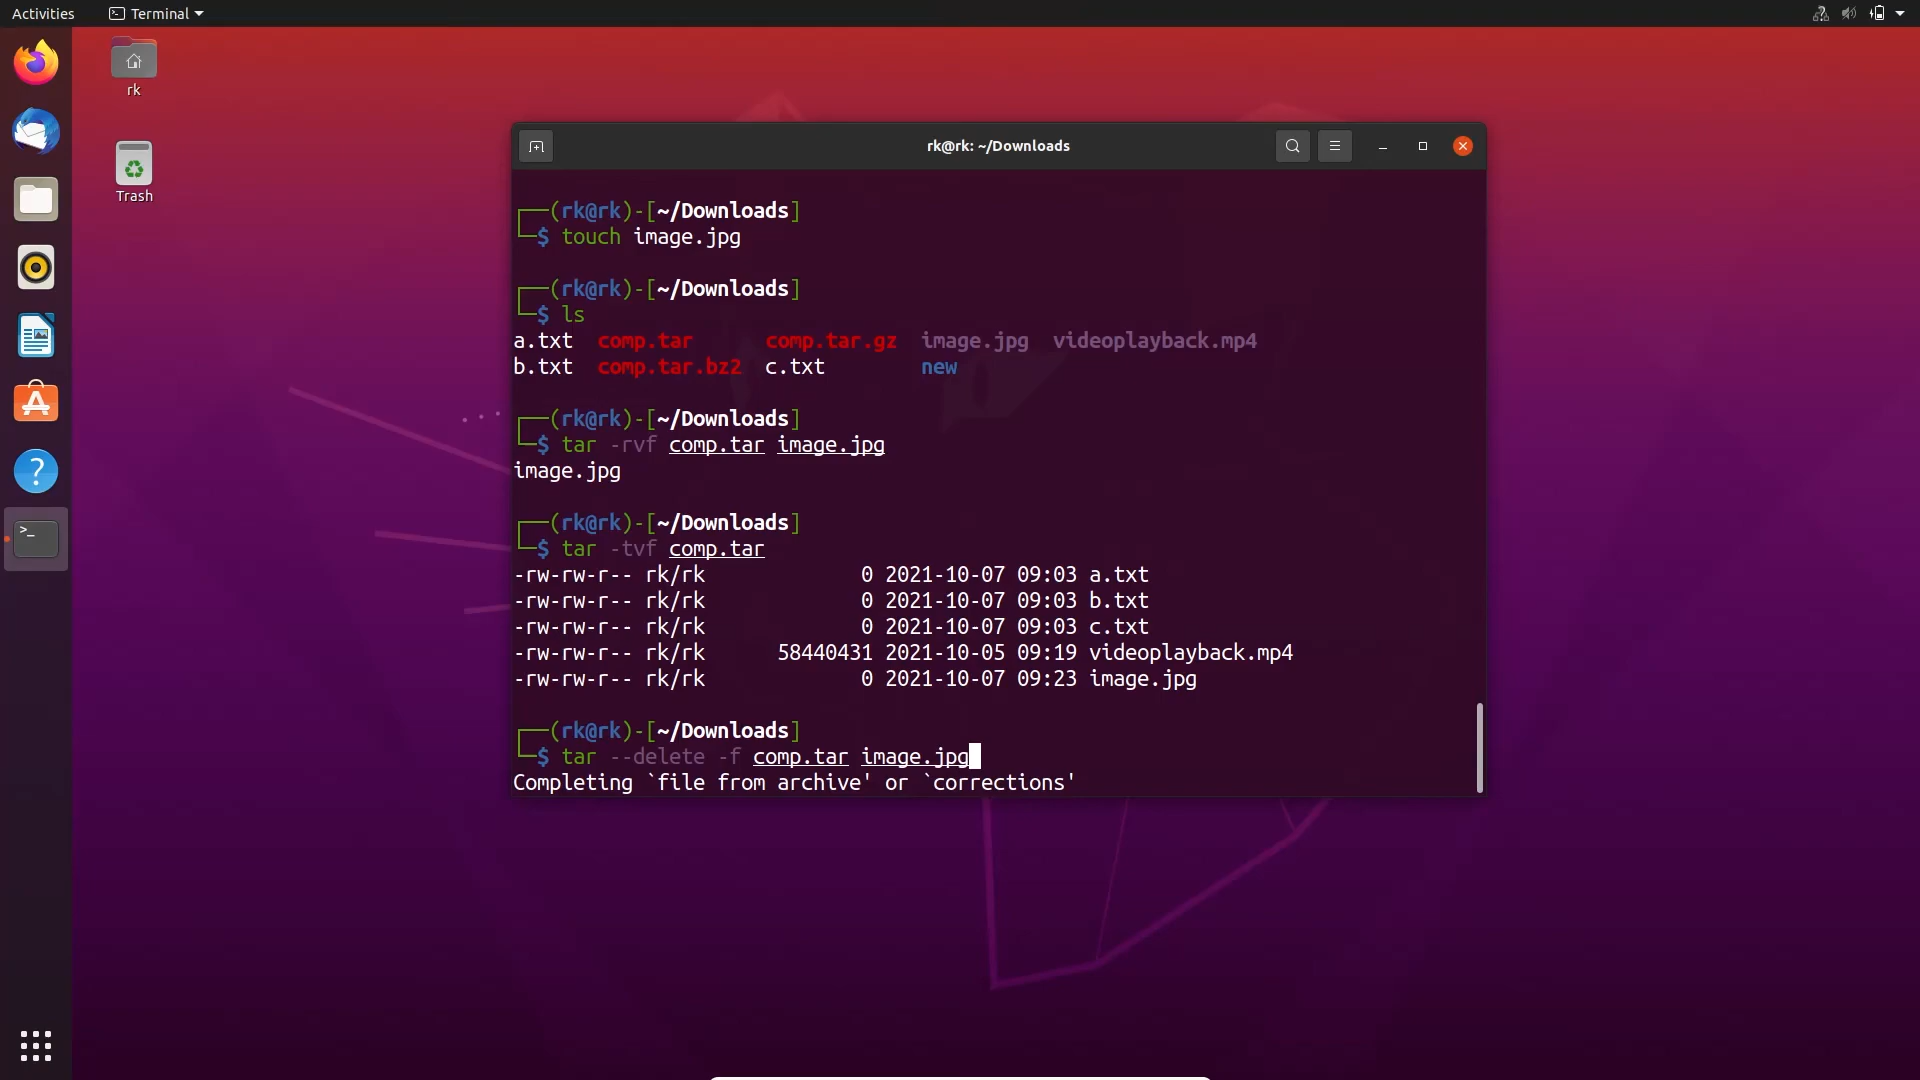 Activities
Terminal
rk
Trash
rk@rk: ~/Downloads
┌──(rk@rk)-[~/Downloads]
└─$ touch image.jpg
┌──(rk@rk)-[~/Downloads]
└─$ ls
a.txt  comp.tar      comp.tar.gz  image.jpg  videoplayback.mp4
b.txt  comp.tar.bz2  c.txt        new
┌──(rk@rk)-[~/Downloads]
└─$ tar -rvf comp.tar image.jpg
image.jpg
┌──(rk@rk)-[~/Downloads]
└─$ tar -tvf comp.tar
-rw-rw-r-- rk/rk             0 2021-10-07 09:03 a.txt
-rw-rw-r-- rk/rk             0 2021-10-07 09:03 b.txt
-rw-rw-r-- rk/rk             0 2021-10-07 09:03 c.txt
-rw-rw-r-- rk/rk      58440431 2021-10-05 09:19 videoplayback.mp4
-rw-rw-r-- rk/rk             0 2021-10-07 09:23 image.jpg
┌──(rk@rk)-[~/Downloads]
└─$ tar --delete -f comp.tar image.jpg
Completing `file from archive' or `corrections'